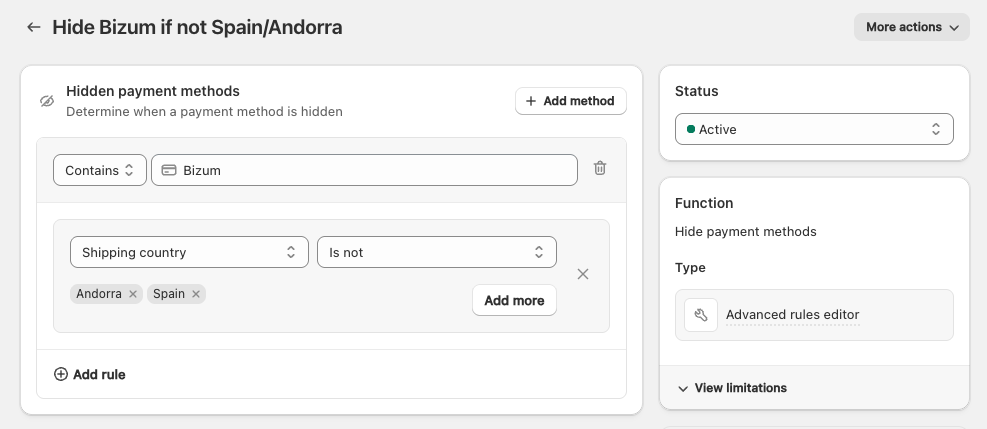 Hide Bizum if not Spain/Andorra
More actions
Hidden payment methods
Determine when a payment method is hidden
Add method
Contains
Bizum
Shipping country
Is not
Andorra
Spain
Add more
Add rule
Status
Active
Function
Hide payment methods
Type
Advanced rules editor
View limitations